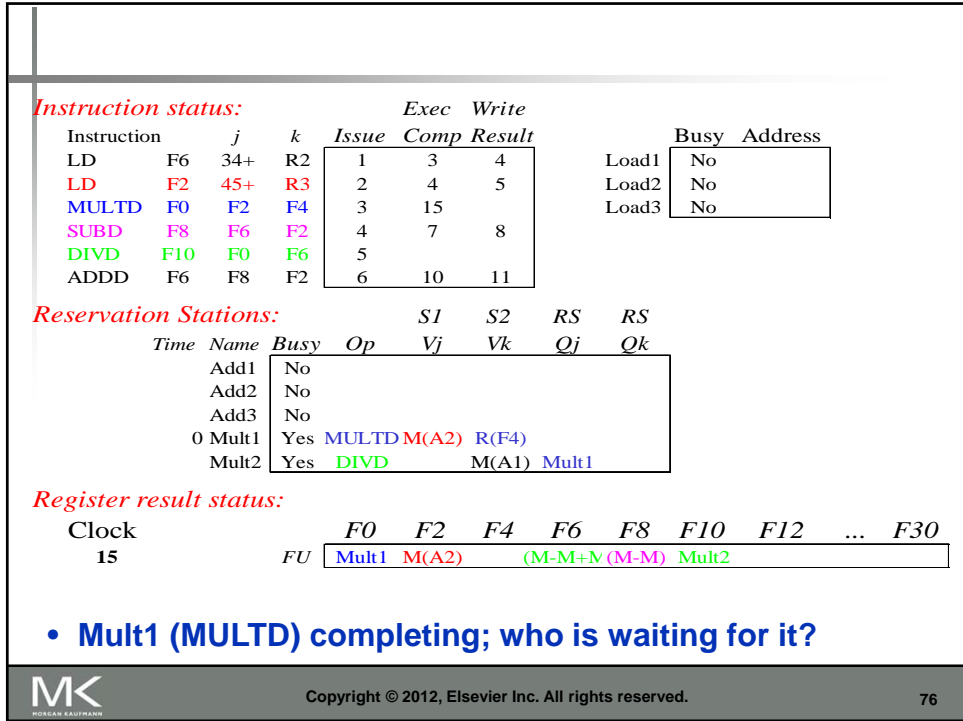 Instruction status: Exec Write
Instruction j k Issue Comp Result Busy Address
LD F6 34+ R2 1 3 4 Load1 No
LD F2 45+ R3 2 4 5 Load2 No
MULTD F0 F2 F4 3 15 Load3 No
SUBD F8 F6 F2 4 7 8
DIVD F10 F0 F6 5
ADDD F6 F8 F2 6 10 11
Reservation Stations: S1 S2 RS RS
Time Name Busy Op Vj Vk Qj Qk
Add1 No
Add2 No
Add3 No
0 Mult1 Yes MULTD M(A2) R(F4)
Mult2 Yes DIVD M(A1) Mult1
Register result status:
Clock F0 F2 F4 F6 F8 F10 F12 ... F30
15 FU Mult1 M(A2) (M-M+M (M-M) Mult2
• Mult1 (MULTD) completing; who is waiting for it?
MK Copyright © 2012, Elsevier Inc. All rights reserved. 76
MORGAN KAUFMANN